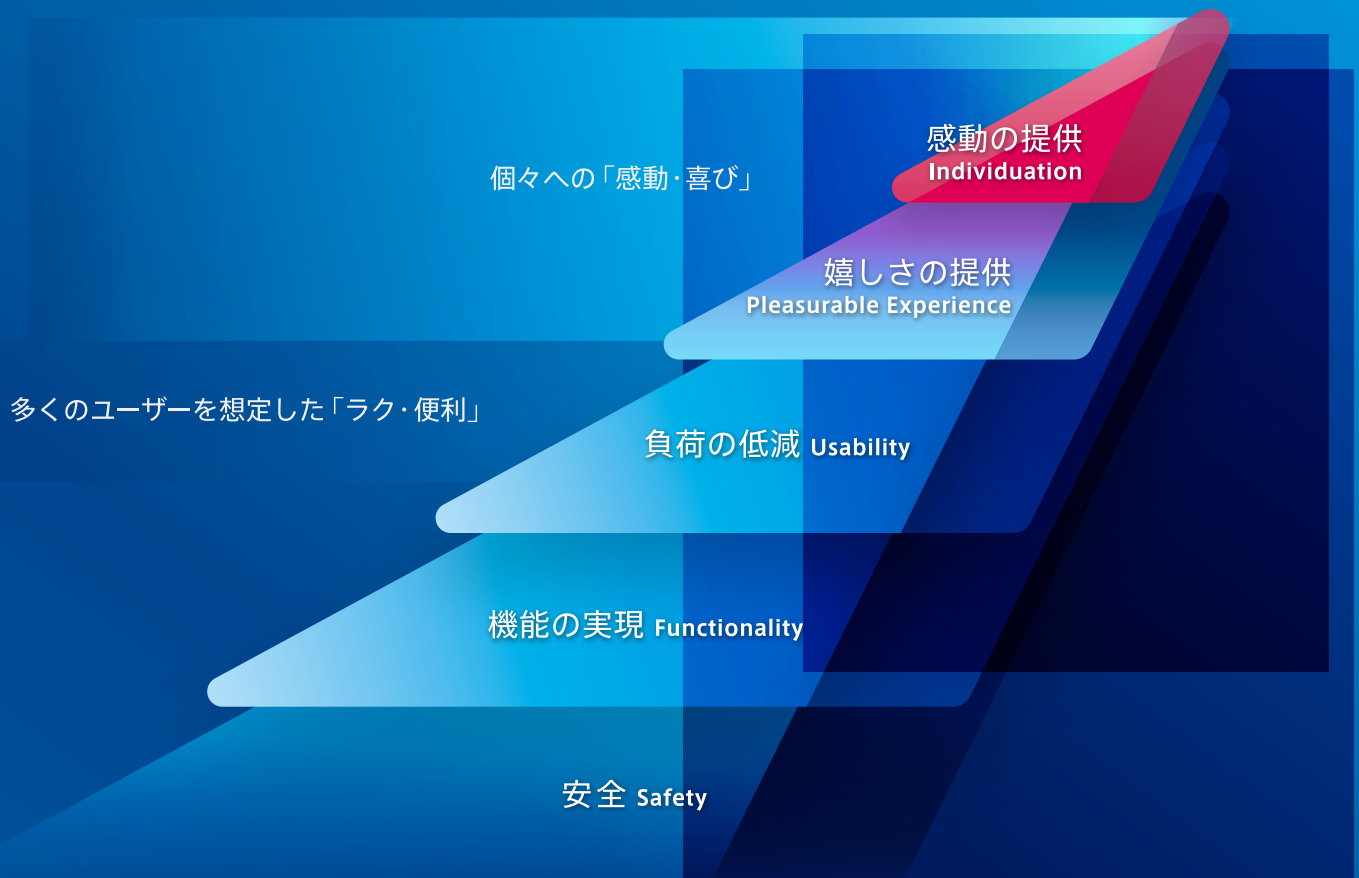 感動の提供
Individuation
個々への「感動・喜び」
嬉しさの提供
Pleasurable Experience
多くのユーザーを想定した「ラク・便利」
負荷の低減 Usability
機能の実現 Functionality
安全 Safety